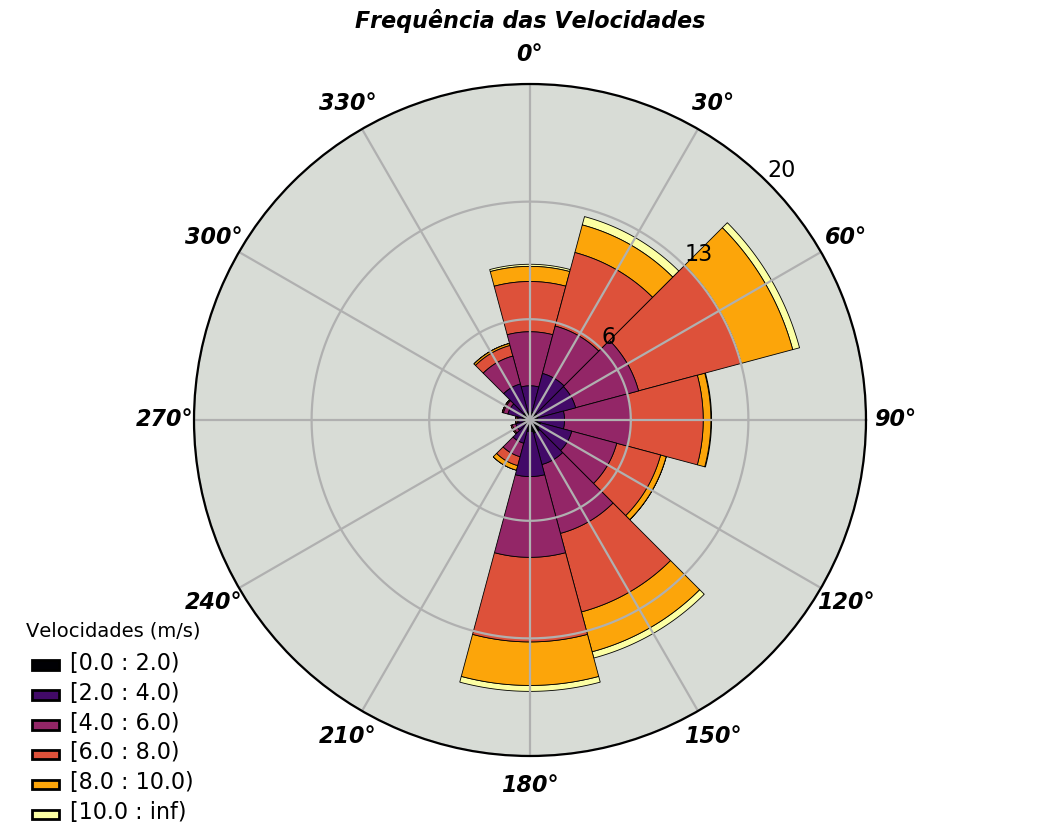 Frequência das Velocidades
0°
330°
30°
20
300°
60°
13
6
270°
90°
240°
120°
210°
150°
180°
Velocidades (m/s)
[0.0 : 2.0)
[2.0 : 4.0)
[4.0 : 6.0)
[6.0 : 8.0)
[8.0 : 10.0)
[10.0 : inf)